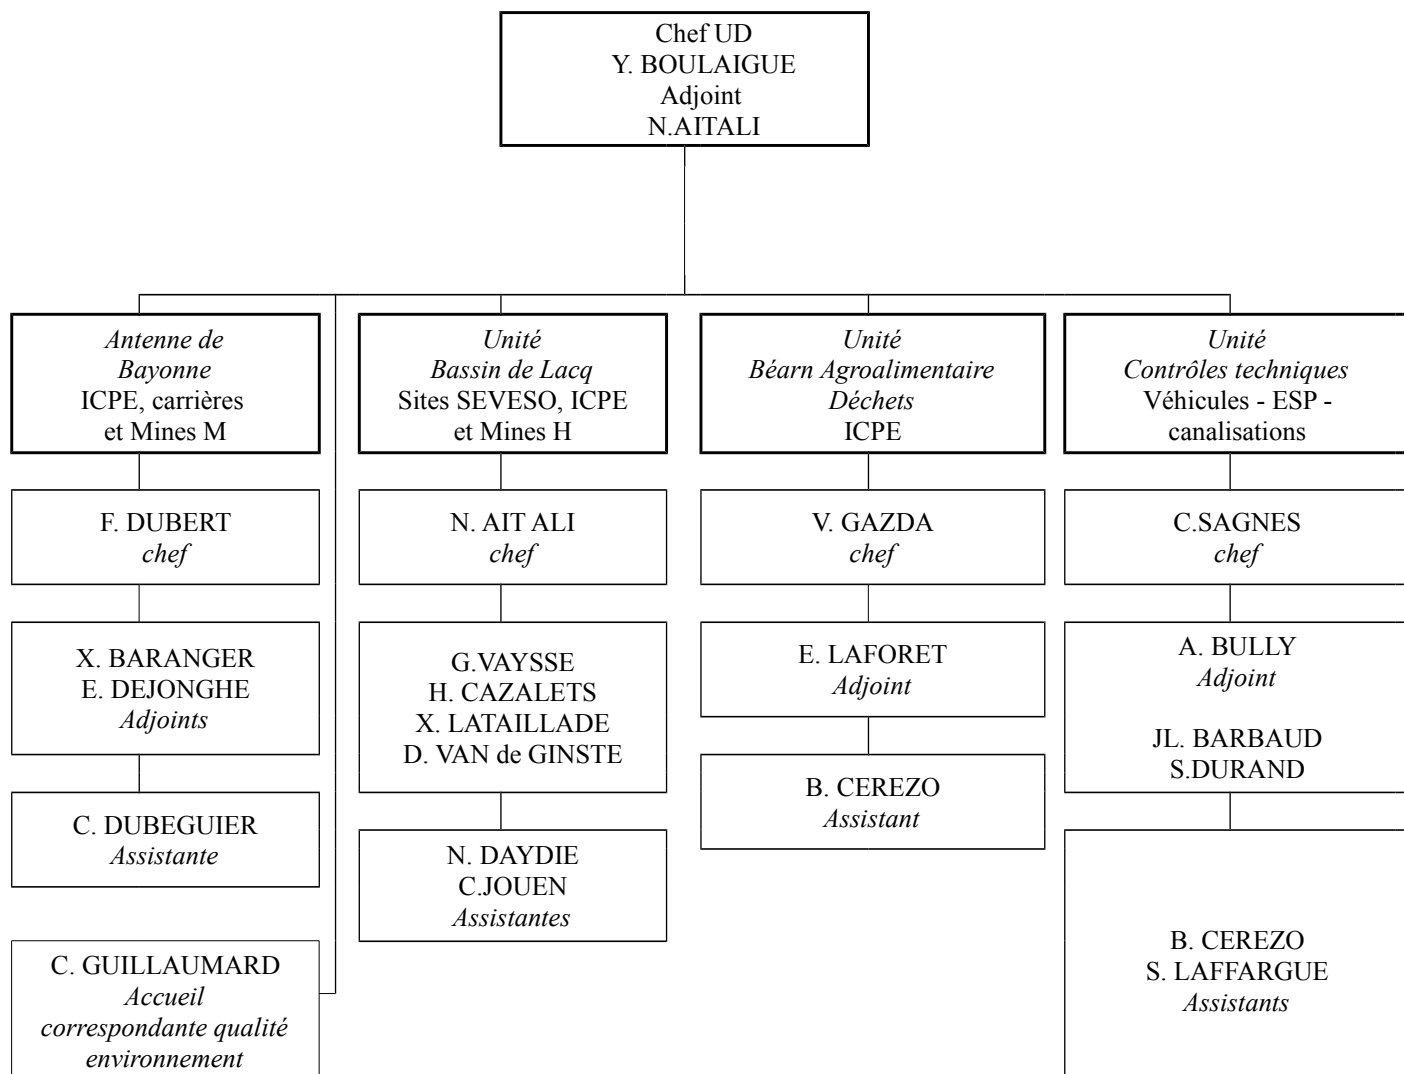 Chef UD
Y. BOULAIGUE
Adjoint
N.AITALI
Antenne de
Bayonne
ICPE, carrières
et Mines M
F. DUBERT
chef
X. BARANGER
E. DEJONGHE
Adjoints
C. DUBEGUIER
Assistante
C. GUILLAUMARD
Accueil
correspondante qualité
environnement
Unité
Bassin de Lacq
Sites SEVESO, ICPE
et Mines H
N. AIT ALI
chef
G.VAYSSE
H. CAZALETS
X. LATAILLADE
D. VAN de GINSTE
N. DAYDIE
C.JOUEN
Assistantes
Unité
Béarn Agroalimentaire
Déchets
ICPE
V. GAZDA
chef
E. LAFORET
Adjoint
B. CEREZO
Assistant
Unité
Contrôles techniques
Véhicules - ESP -
canalisations
C.SAGNES
chef
A. BULLY
Adjoint
JL. BARBAUD
S.DURAND
B. CEREZO
S. LAFFARGUE
Assistants